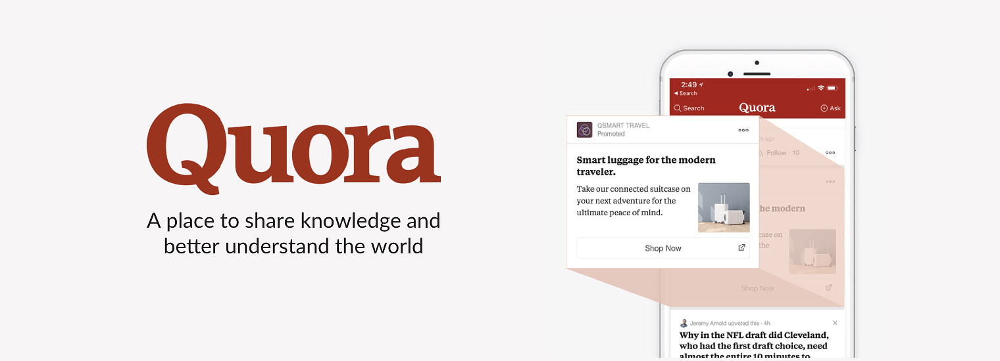 Quora
A place to share knowledge and
better understand the world
2:49
Search
Search
Quora
Ask
QSMART TRAVEL
Promoted
Smart luggage for the modern
traveler.
Take our connected suitcase on
your next adventure for the
ultimate peace of mind.
Shop Now
h ago
Follow · 10
he modern
case on
the
Shop Now
Jeremy Arnold upvoted this · 4h
Why in the NFL draft did Cleveland,
who had the first draft choice, need
almost the entire 10 minutes to